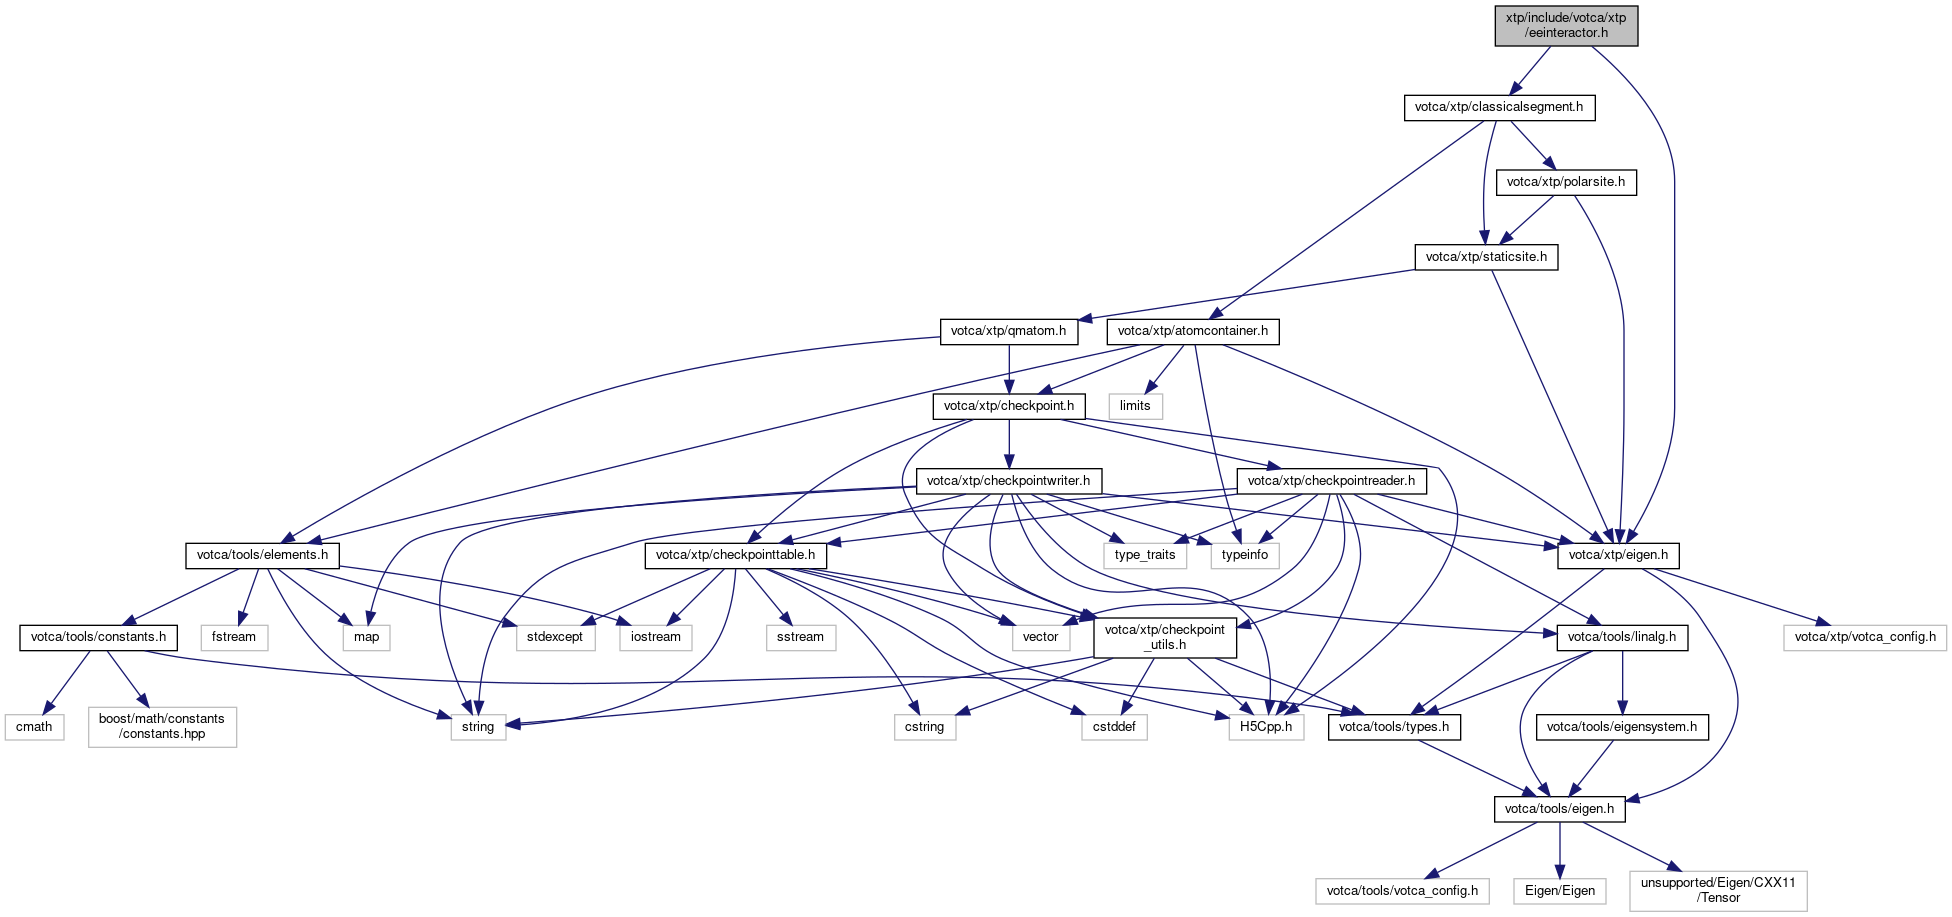 xtp/include/votca/xtp
/eeinteractor.h
votca/xtp/classicalsegment.h
votca/xtp/polarsite.h
votca/xtp/staticsite.h
votca/xtp/qmatom.h
votca/xtp/atomcontainer.h
votca/xtp/checkpoint.h
limits
votca/xtp/checkpointwriter.h
votca/xtp/checkpointreader.h
votca/tools/elements.h
votca/xtp/checkpointtable.h
type_traits
typeinfo
votca/xtp/eigen.h
votca/tools/constants.h
fstream
map
stdexcept
iostream
sstream
vector
votca/xtp/checkpoint
_utils.h
votca/tools/linalg.h
votca/xtp/votca_config.h
cmath
boost/math/constants
/constants.hpp
string
cstring
cstddef
H5Cpp.h
votca/tools/types.h
votca/tools/eigensystem.h
votca/tools/eigen.h
votca/tools/votca_config.h
Eigen/Eigen
unsupported/Eigen/CXX11
/Tensor